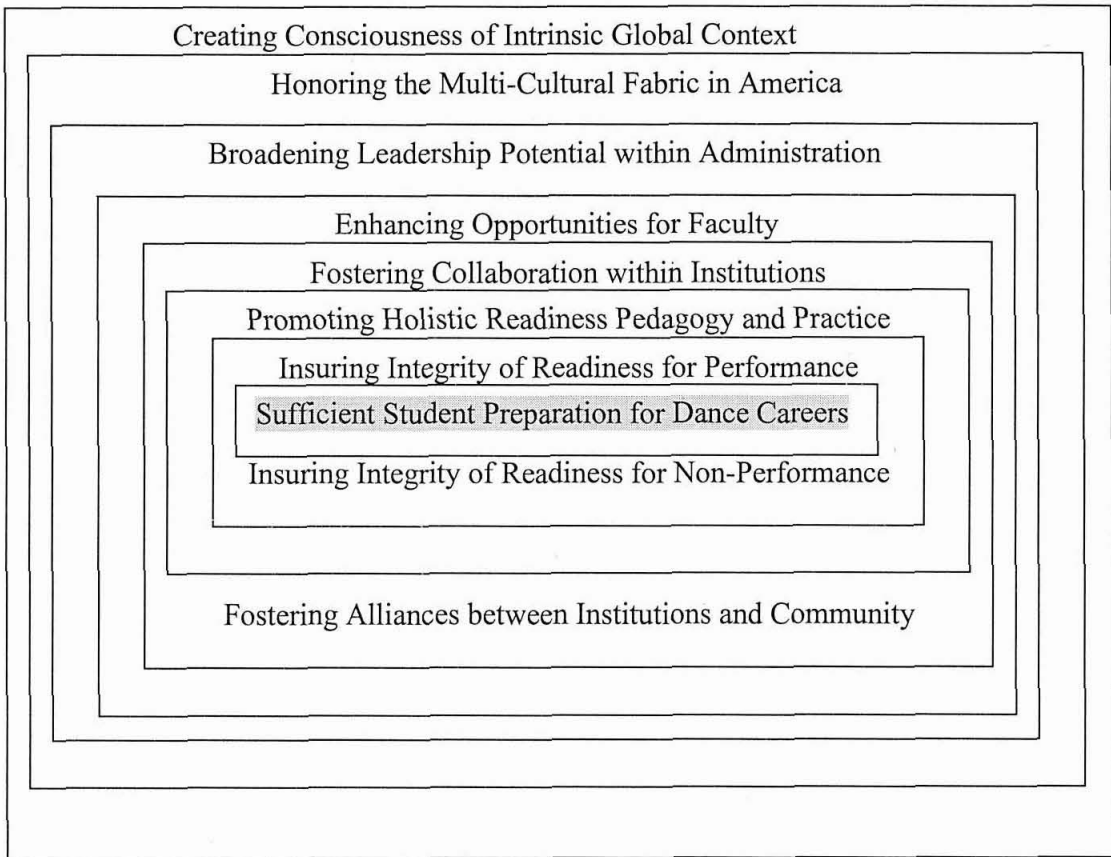 Creating Consciousness of Intrinsic Global Context
Honoring the Multi-Cultural Fabric in America
Broadening Leadership Potential within Administration
Enhancing Opportunities for Faculty
Fostering Collaboration within Institutions
Promoting Holistic Readiness Pedagogy and Practice
Insuring Integrity of Readiness for Performance
Sufficient Student Preparation for Dance Careers
Insuring Integrity of Readiness for Non-Performance
Fostering Alliances between Institutions and Community